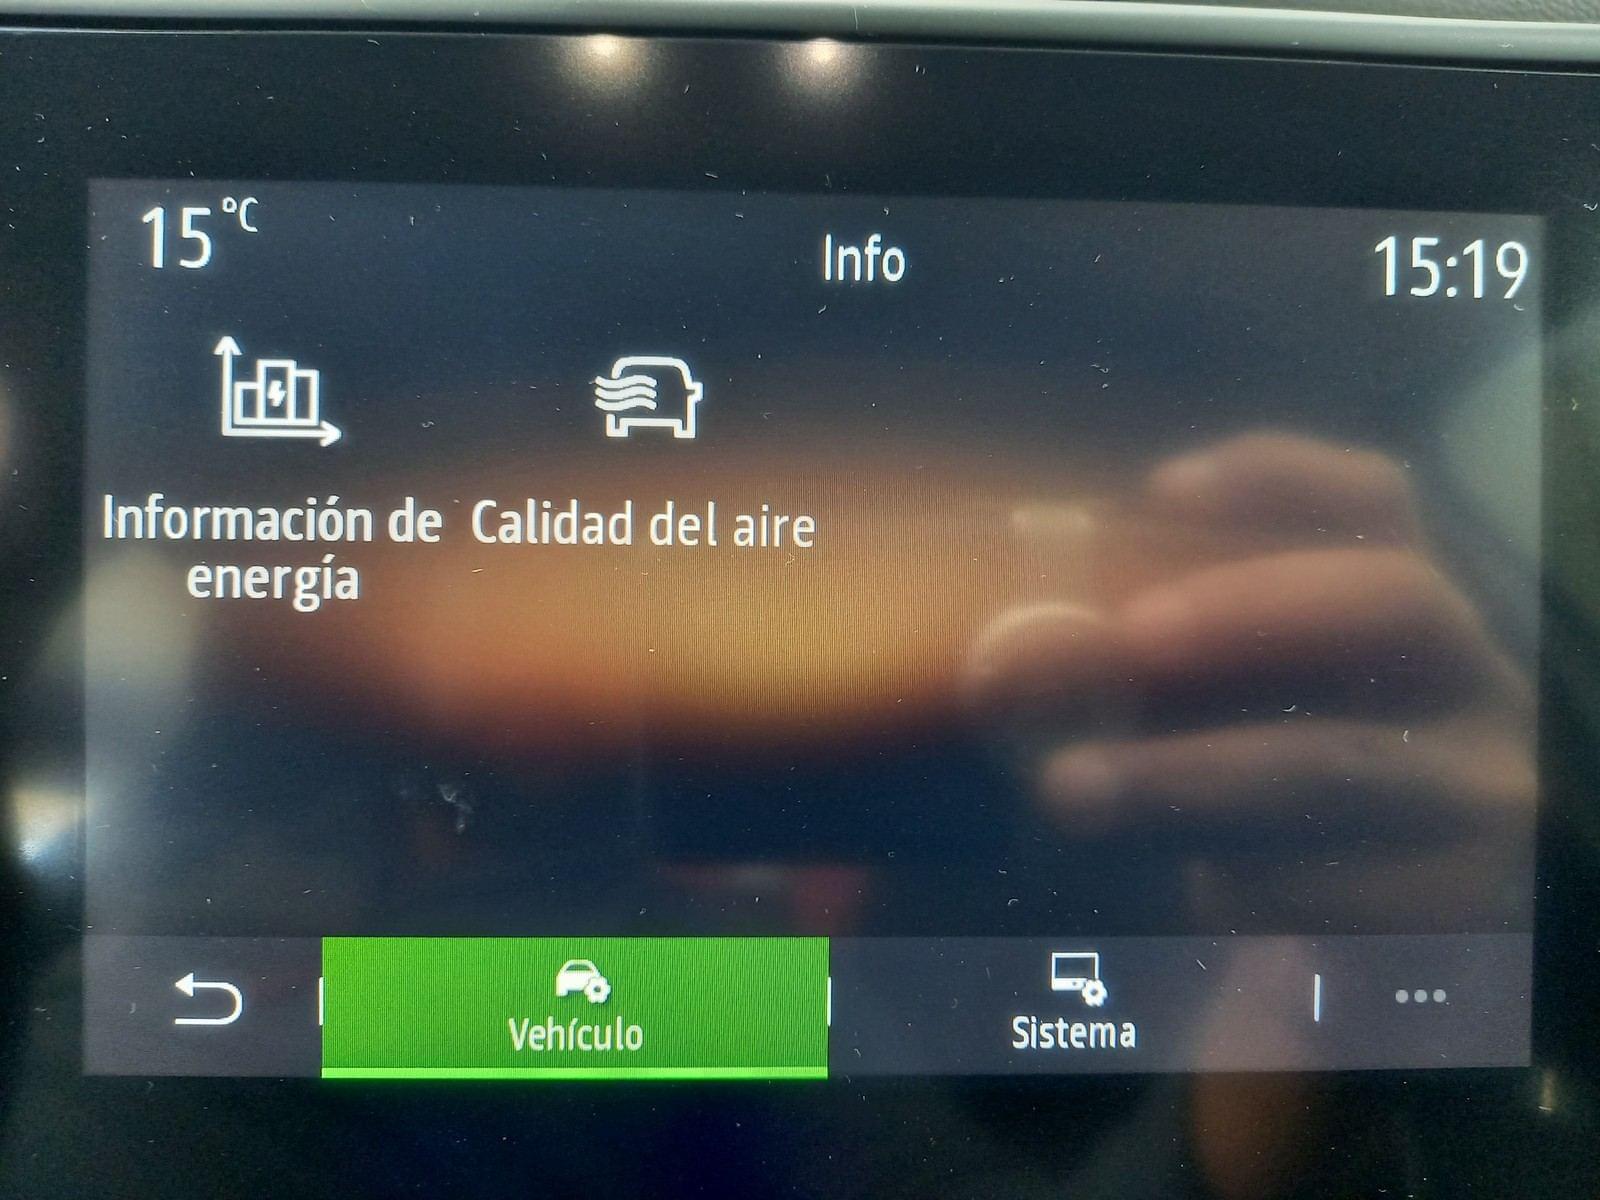 15 °C
Info
15:19
Información de
energía
Calidad del aire
Vehículo
Sistema